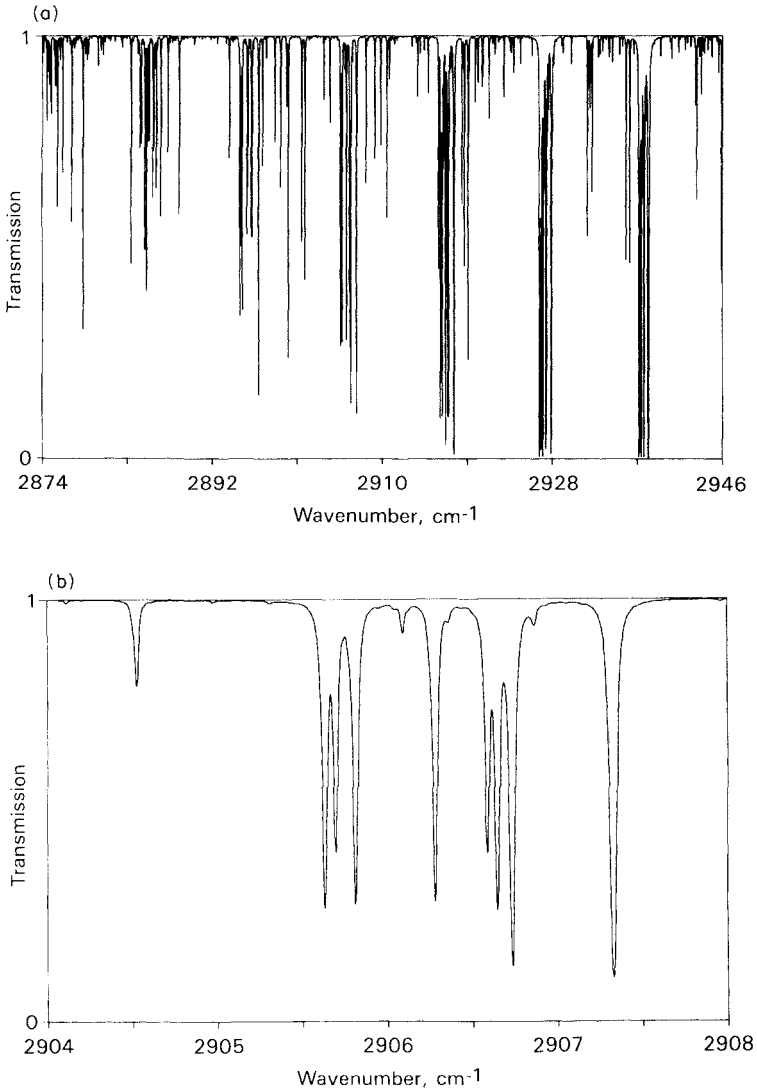 (a)
1
Transmission
0
2874 2892 2910 2928 2946
Wavenumber, cm-1
(b)
1
Transmission
0
2904 2905 2906 2907 2908
Wavenumber, cm-1